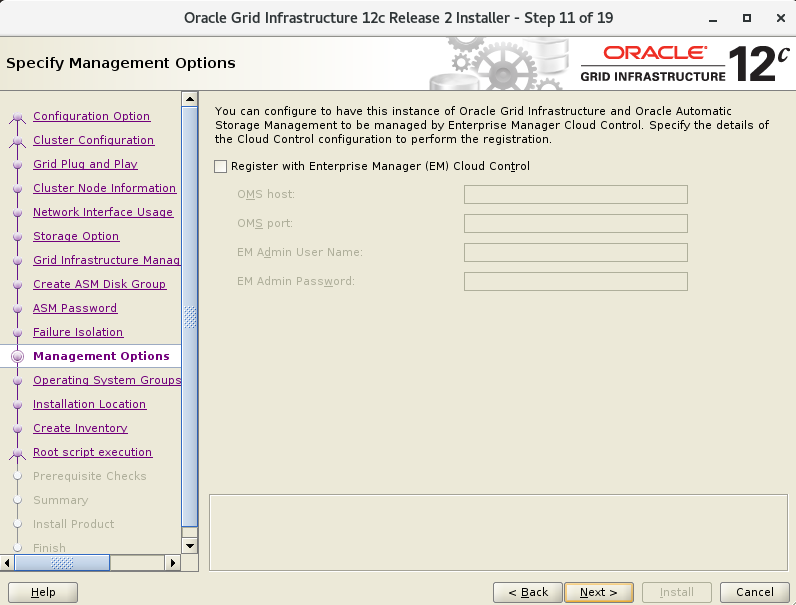 Oracle Grid Infrastructure 12c Release 2 Installer - Step 11 of 19
Specify Management Options
ORACLE
GRID INFRASTRUCTURE
12c
Configuration Option
Cluster Configuration
Grid Plug and Play
Cluster Node Information
Network Interface Usage
Storage Option
Grid Infrastructure Manag
Create ASM Disk Group
ASM Password
Failure Isolation
Management Options
Operating System Groups
Installation Location
Create Inventory
Root script execution
Prerequisite Checks
Summary
Install Product
Finish
You can configure to have this instance of Oracle Grid Infrastructure and Oracle Automatic
Storage Management to be managed by Enterprise Manager Cloud Control. Specify the details of
the Cloud Control configuration to perform the registration.
Register with Enterprise Manager (EM) Cloud Control
OMS host:
OMS port:
EM Admin User Name:
EM Admin Password:
Help
< Back
Next >
Install
Cancel